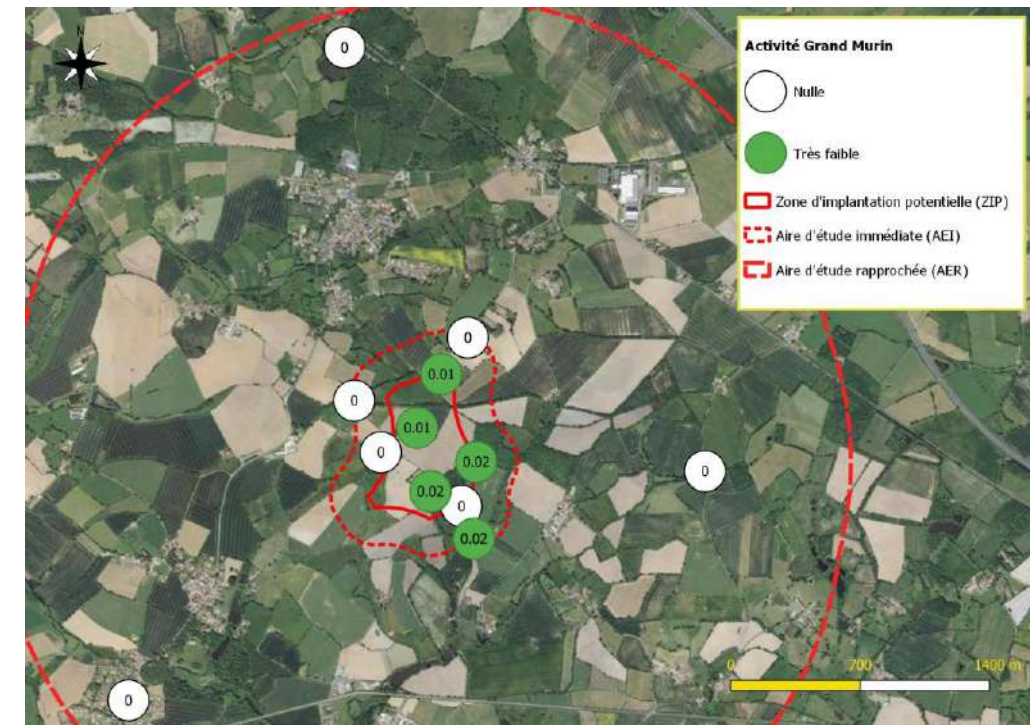 N
0
Activité Grand Murin
Nulle
Très faible
Zone d'implantation potentielle (ZIP)
Aire d'étude immédiate (AEI)
Aire d'étude rapprochée (AER)
0
0.01
0
0.01
0
0.02
0
0.02
0
0.02
0 700 1400 m
0